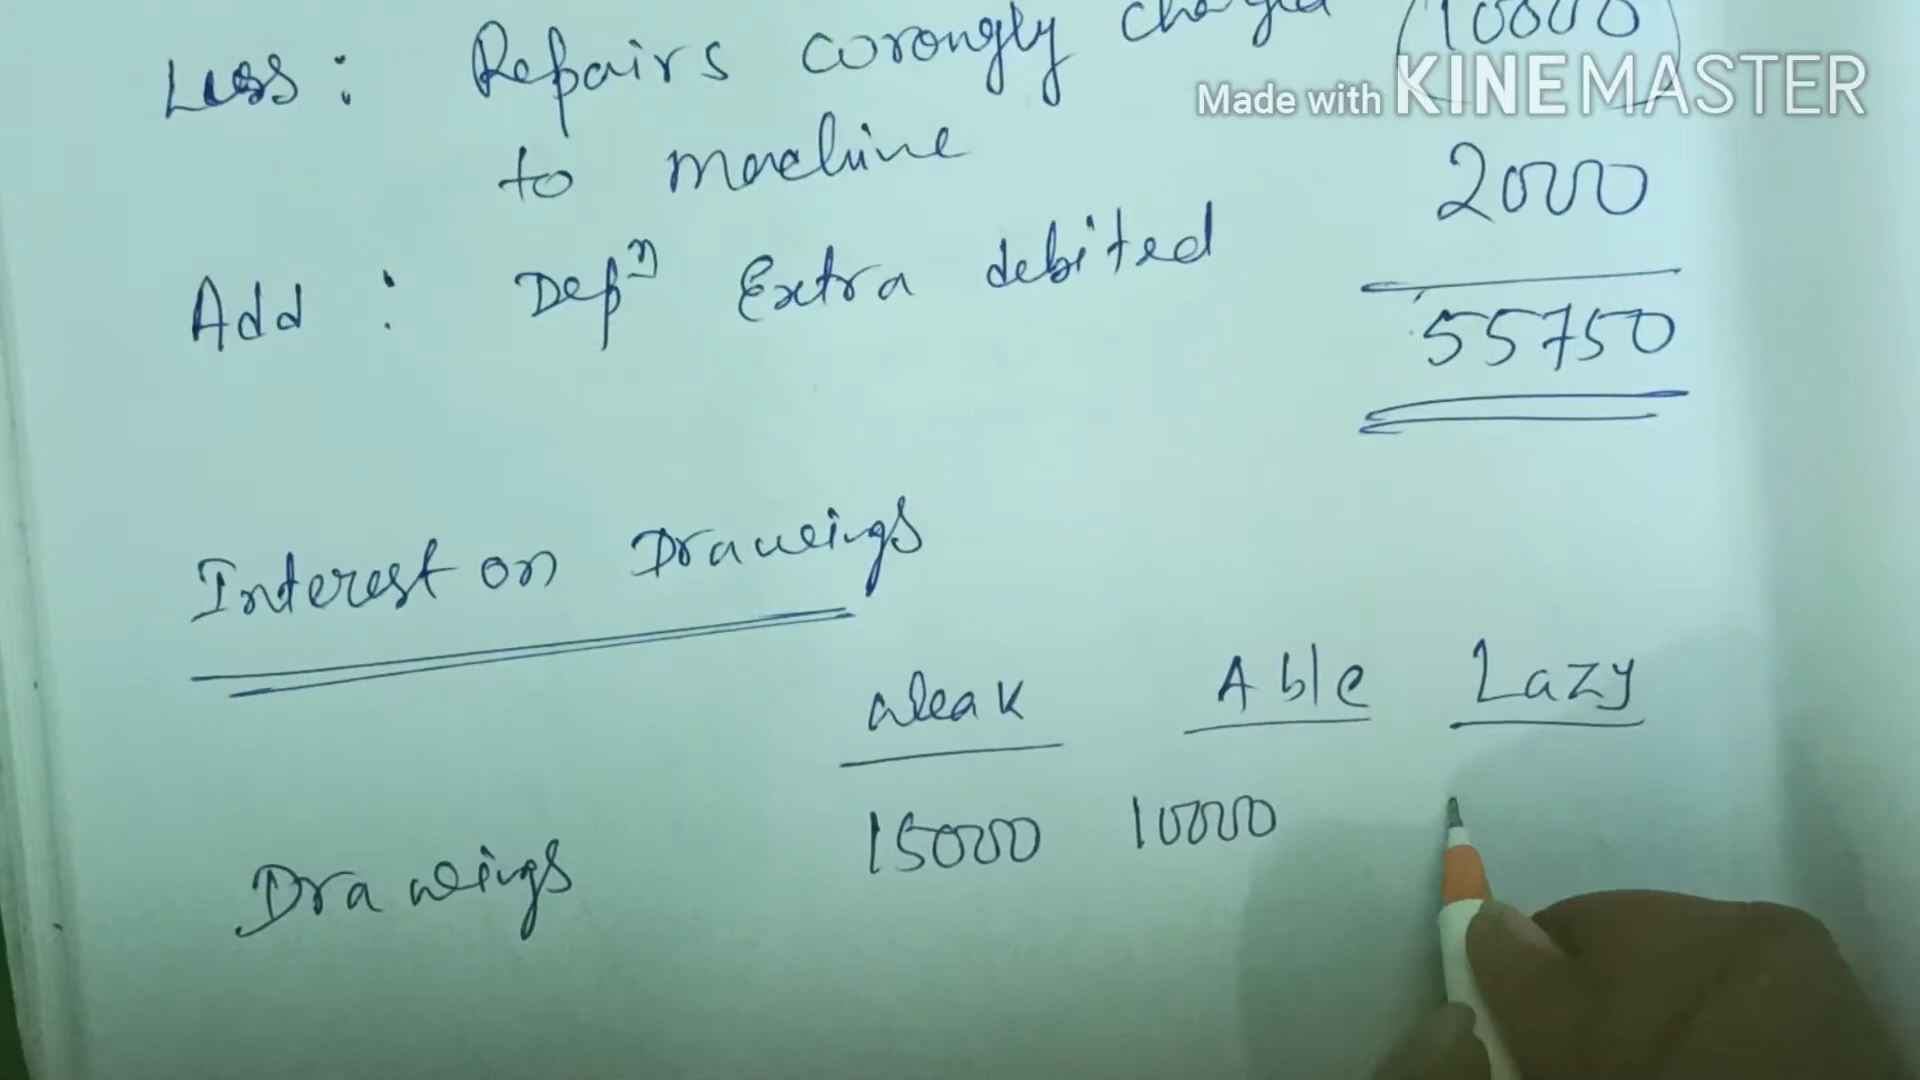 Less: Repairs wrongly charged (10000)
Made with KINEMASTER
to machine
2000
Add: Depn Extra debited
55750
Interest on Drawings
Weak Able Lazy
Drawings 15000 10000